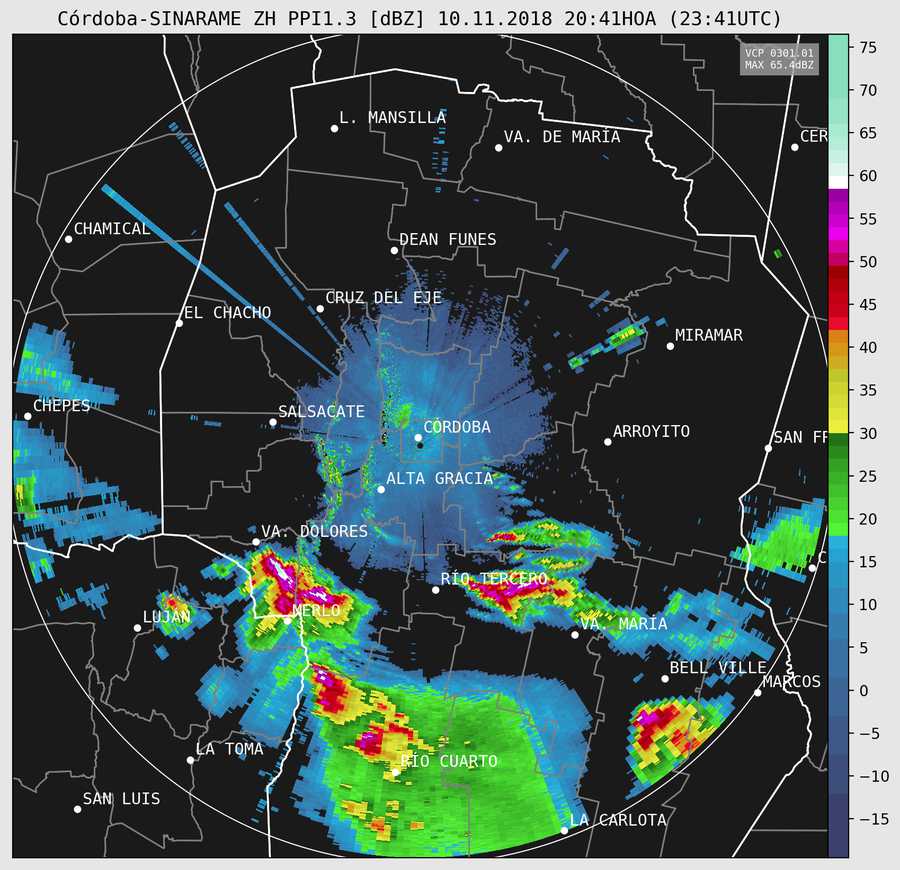 Córdoba-SINARAME ZH PPI1.3 [dBZ] 10.11.2018 20:41HOA (23:41UTC)
VCP 0301.01
MAX 65.4dBZ
75
70
65
60
55
50
45
40
35
30
25
20
15
10
5
0
−5
−10
−15
L. MANSILLA
VA. DE MARÍA
CER
CHAMICAL
DEAN FUNES
CRUZ DEL EJE
EL CHACHO
MIRAMAR
CHEPES
SALSACATE
CÓRDOBA
ARROYITO
SAN FR
ALTA GRACIA
VA. DOLORES
C
RÍO TERCERO
MERLO
LUJÁN
VA. MARÍA
BELL VILLE
MARCOS
LA TOMA
RÍO CUARTO
SAN LUIS
LA CARLOTA